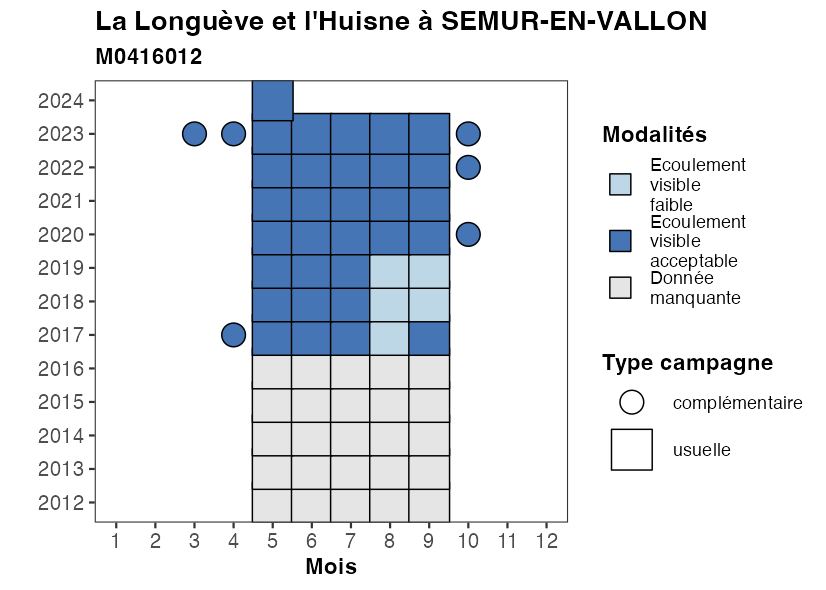 La Longuève et l'Huisne à SEMUR-EN-VALLON
M0416012
2024
2023
2022
2021
2020
2019
2018
2017
2016
2015
2014
2013
2012
1 2 3 4 5 6 7 8 9 10 11 12
Mois
Modalités
Ecoulement
visible
faible
Ecoulement
visible
acceptable
Donnée
manquante
Type campagne
complémentaire
usuelle